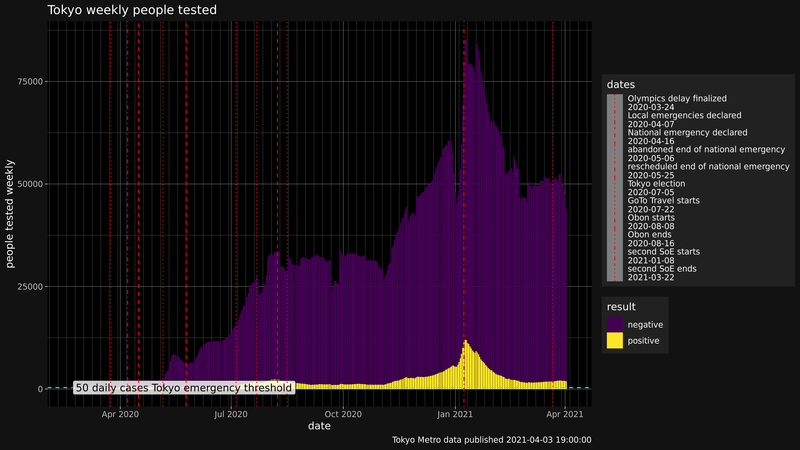 Tokyo weekly people tested
people tested weekly
75000
50000
25000
0
50 daily cases Tokyo emergency threshold
Apr 2020
Jul 2020
Oct 2020
Jan 2021
Apr 2021
date
Tokyo Metro data published 2021-04-03 19:00:00
dates
Olympics delay finalized
2020-03-24
Local emergencies declared
2020-04-07
National emergency declared
2020-04-16
abandoned end of national emergency
2020-05-06
rescheduled end of national emergency
2020-05-25
Tokyo election
2020-07-05
GoTo Travel starts
2020-07-22
Obon starts
2020-08-08
Obon ends
2020-08-16
second SoE starts
2021-01-08
second SoE ends
2021-03-22
result
negative
positive